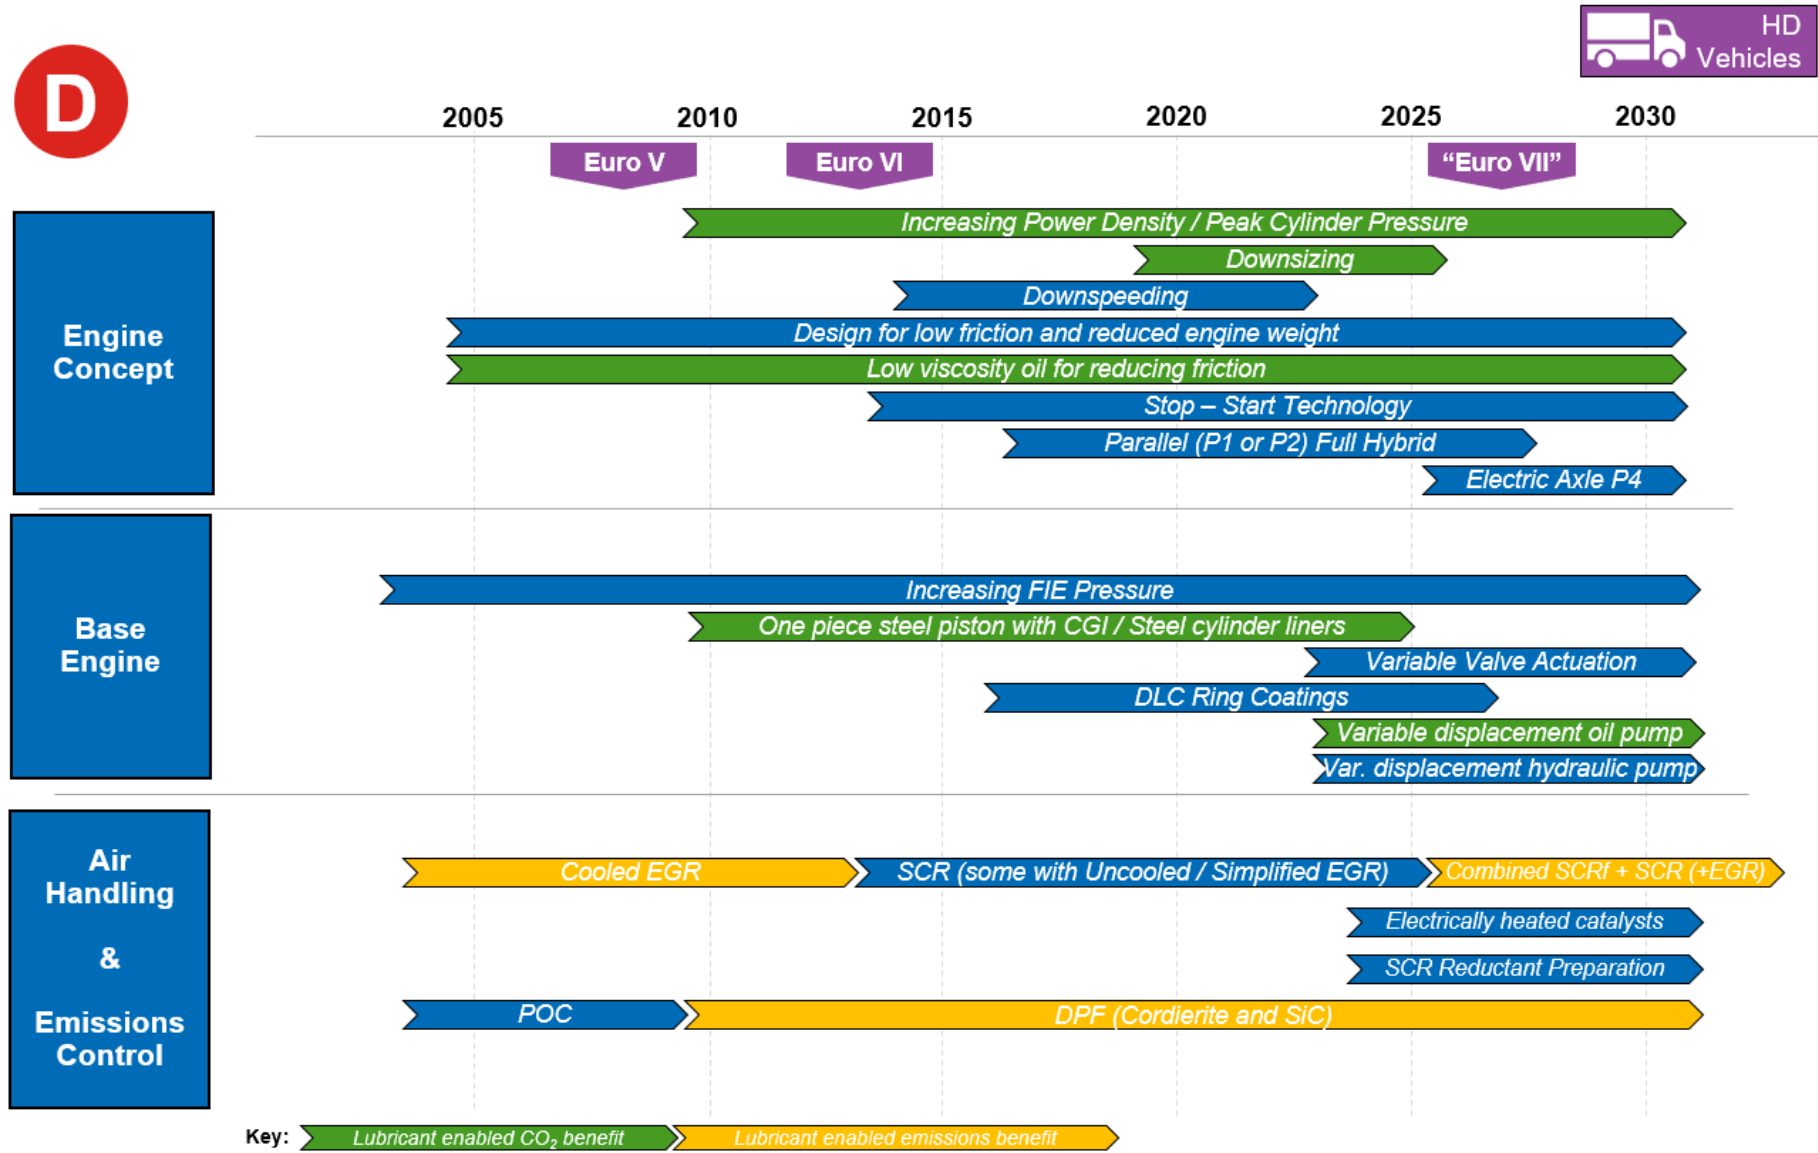 HD
Vehicles
D
2005 2010 2015 2020 2025 2030
Euro V Euro VI “Euro VII”
Engine
Concept
Increasing Power Density / Peak Cylinder Pressure
Downsizing
Downspeeding
Design for low friction and reduced engine weight
Low viscosity oil for reducing friction
Stop – Start Technology
Parallel (P1 or P2) Full Hybrid
Electric Axle P4
Base
Engine
Increasing FIE Pressure
One piece steel piston with CGI / Steel cylinder liners
Variable Valve Actuation
DLC Ring Coatings
Variable displacement oil pump
Var. displacement hydraulic pump
Air
Handling
&
Emissions
Control
Cooled EGR SCR (some with Uncooled / Simplified EGR) Combined SCRf + SCR (+EGR)
Electrically heated catalysts
SCR Reductant Preparation
POC DPF (Cordierite and SiC)
Key: Lubricant enabled CO₂ benefit Lubricant enabled emissions benefit